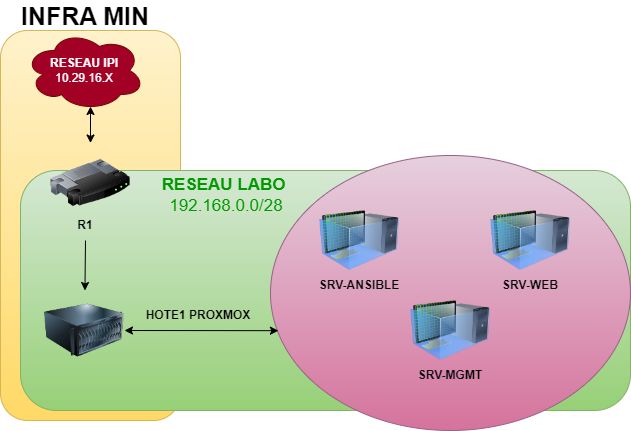 INFRA MIN
RESEAU IPI
10.29.16.X
RESEAU LABO
192.168.0.0/28
R1
SRV-ANSIBLE
SRV-WEB
HOTE1 PROXMOX
SRV-MGMT